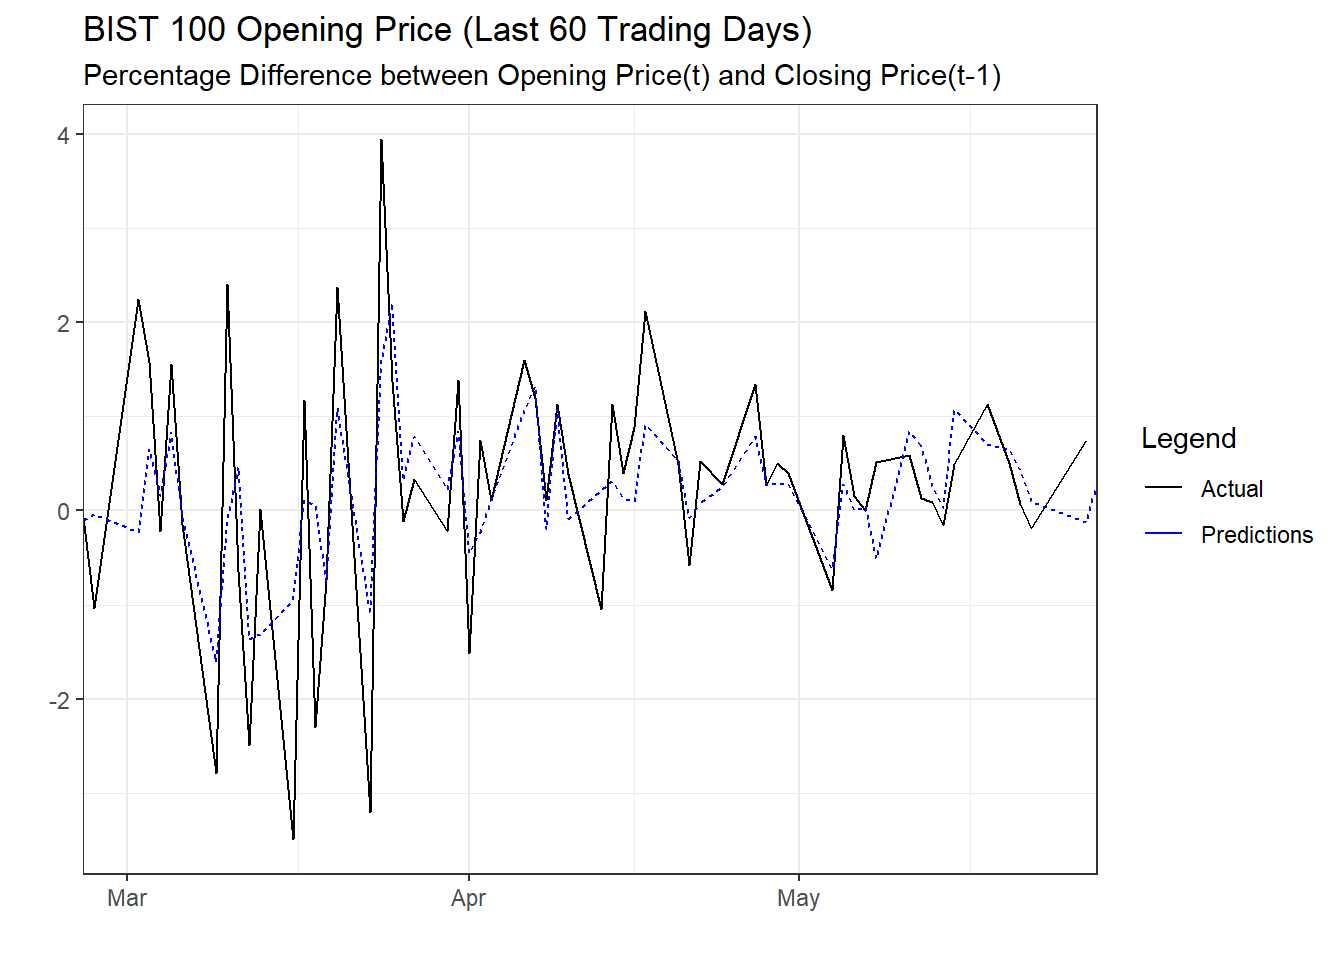 BIST 100 Opening Price (Last 60 Trading Days)
Percentage Difference between Opening Price(t) and Closing Price(t-1)
4
2
0
-2
Mar
Apr
May
Legend
Actual
Predictions